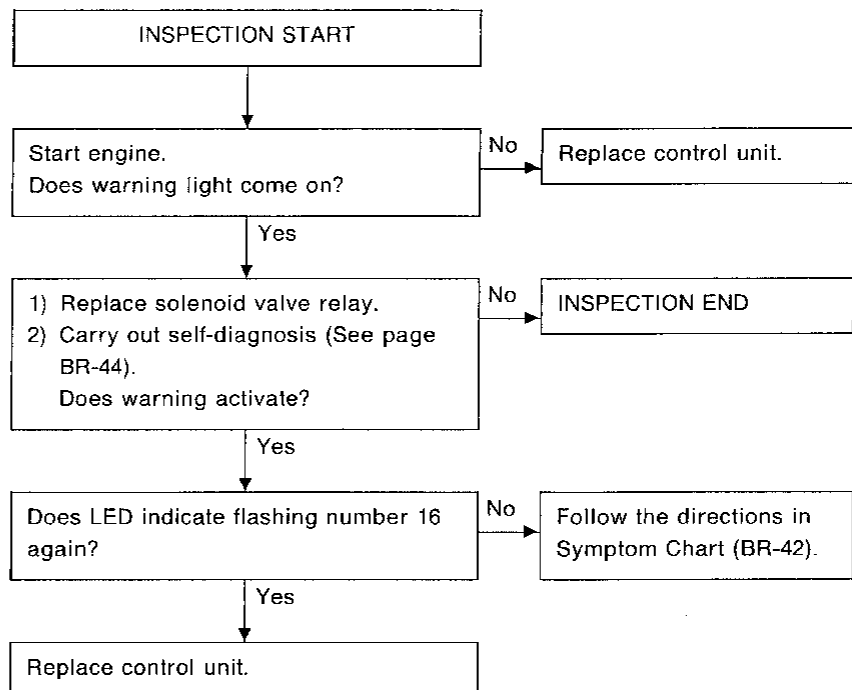 INSPECTION START
Start engine.
Does warning light come on?
No
Replace control unit.
Yes
1) Replace solenoid valve relay.
2) Carry out self-diagnosis (See page
BR-44).
Does warning activate?
No
INSPECTION END
Yes
Does LED indicate flashing number 16
again?
No
Follow the directions in
Symptom Chart (BR-42).
Yes
Replace control unit.